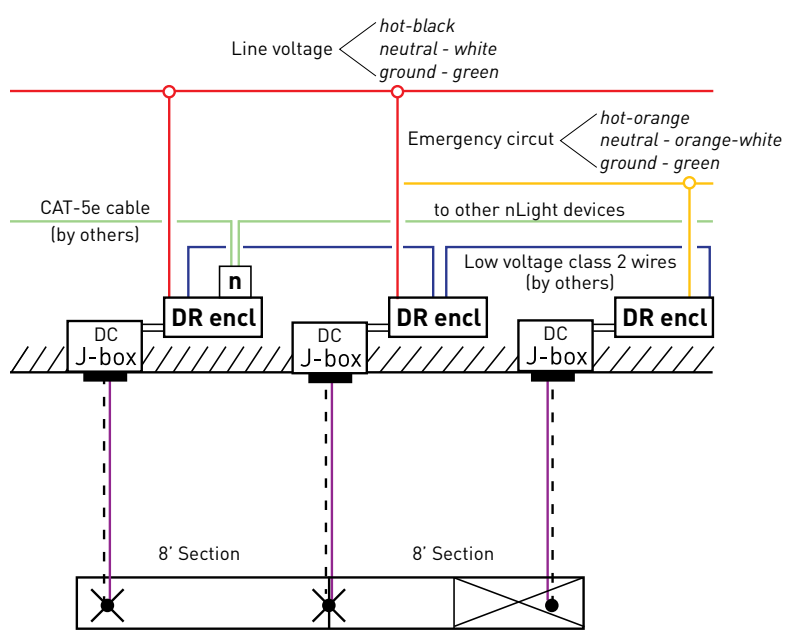 hot-black
Line voltage
neutral - white
ground - green
hot-orange
Emergency circut
neutral - orange-white
ground - green
CAT-5e cable
(by others)
to other nLight devices
Low voltage class 2 wires
(by others)
n
DR encl
DR encl
DR encl
DC
J-box
DC
J-box
DC
J-box
8’ Section
8’ Section